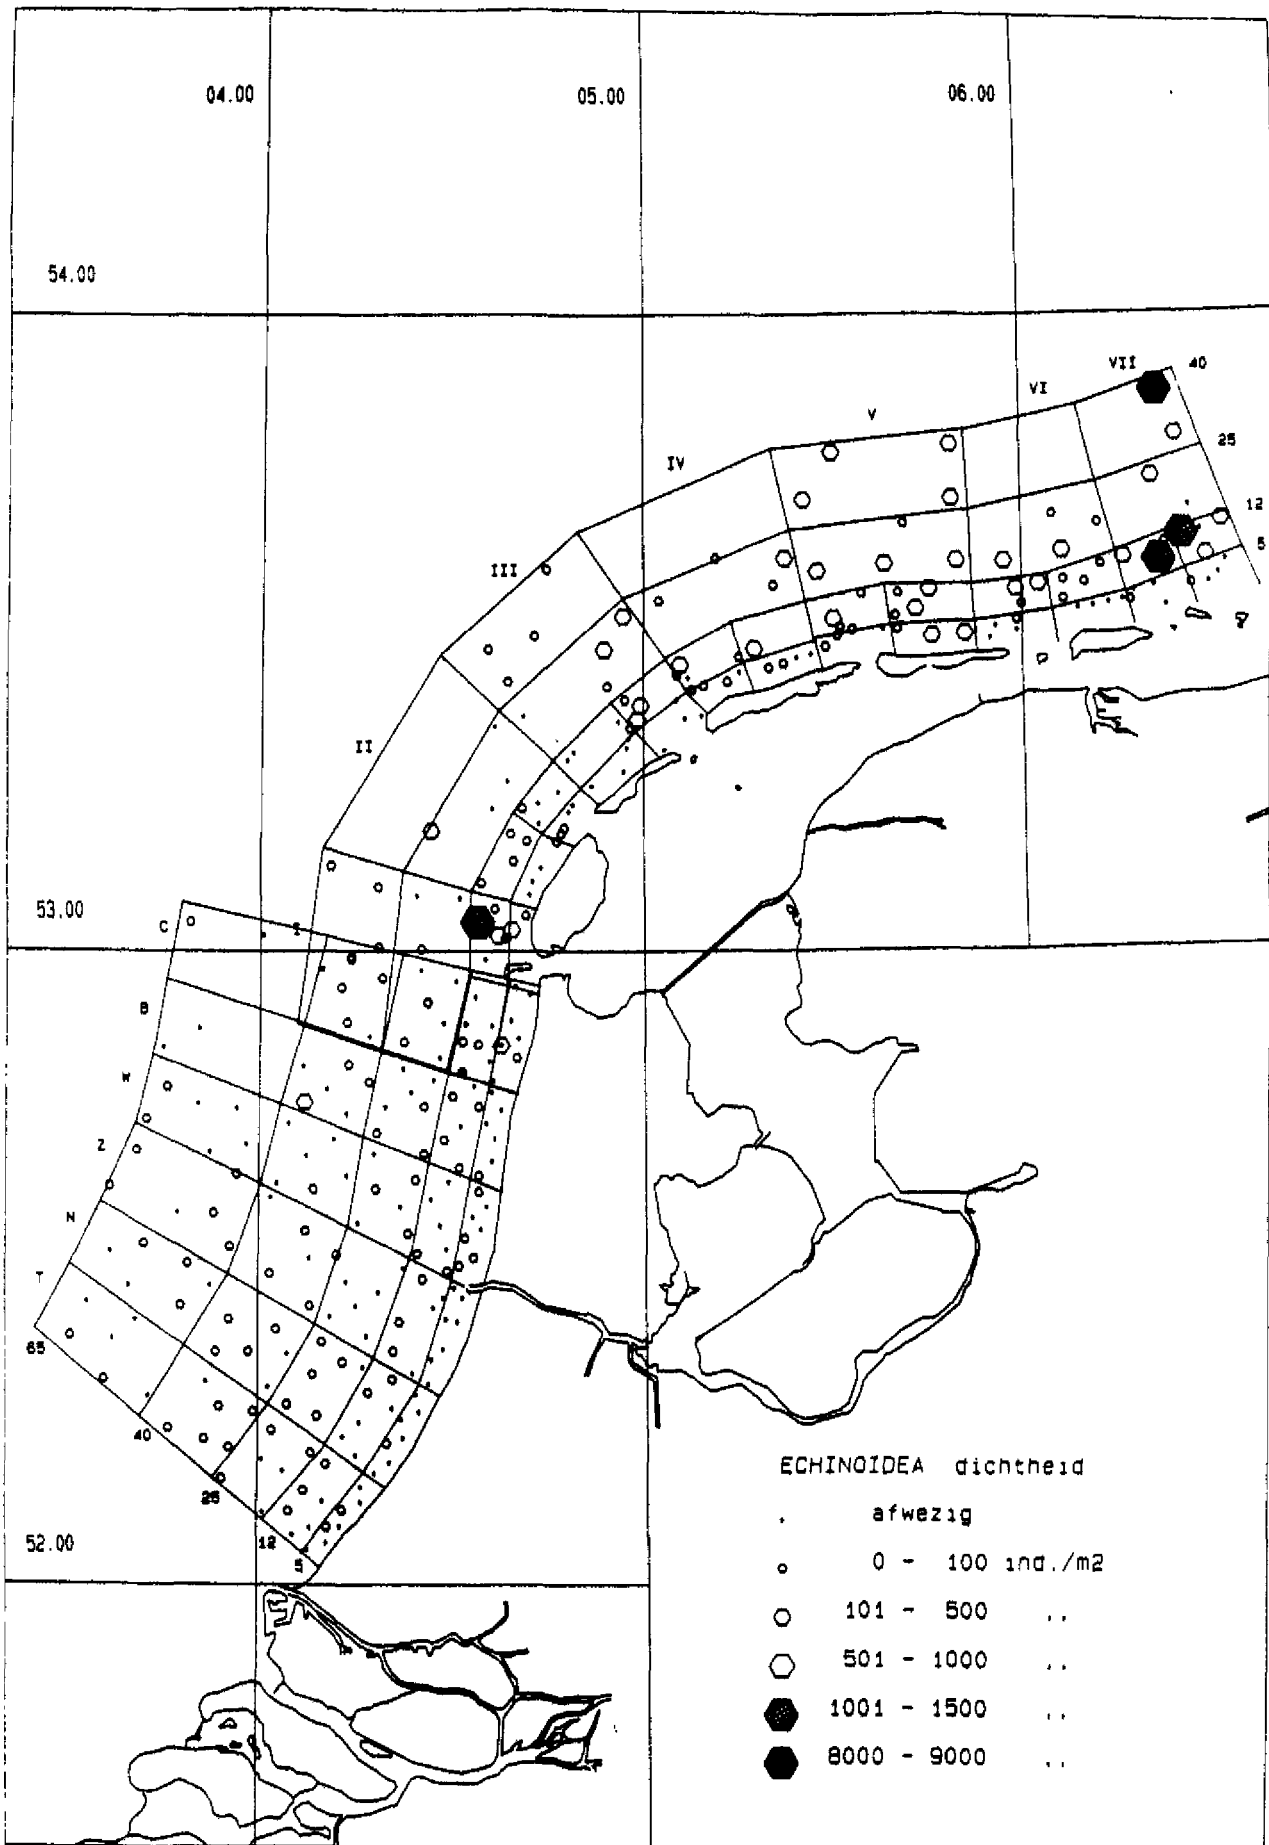 04.00 05.00 06.00
54.00
VII 40
VI
V
25
IV
12
5
III
II
53.00
C I
B
W
Z
N
T
65
40
25
12
5
52.00
ECHINOIDEA dichtheid
. afwezig
0 - 100 ind./m2
101 - 500 ,,
501 - 1000 ,,
1001 - 1500 ,,
8000 - 9000 ,,